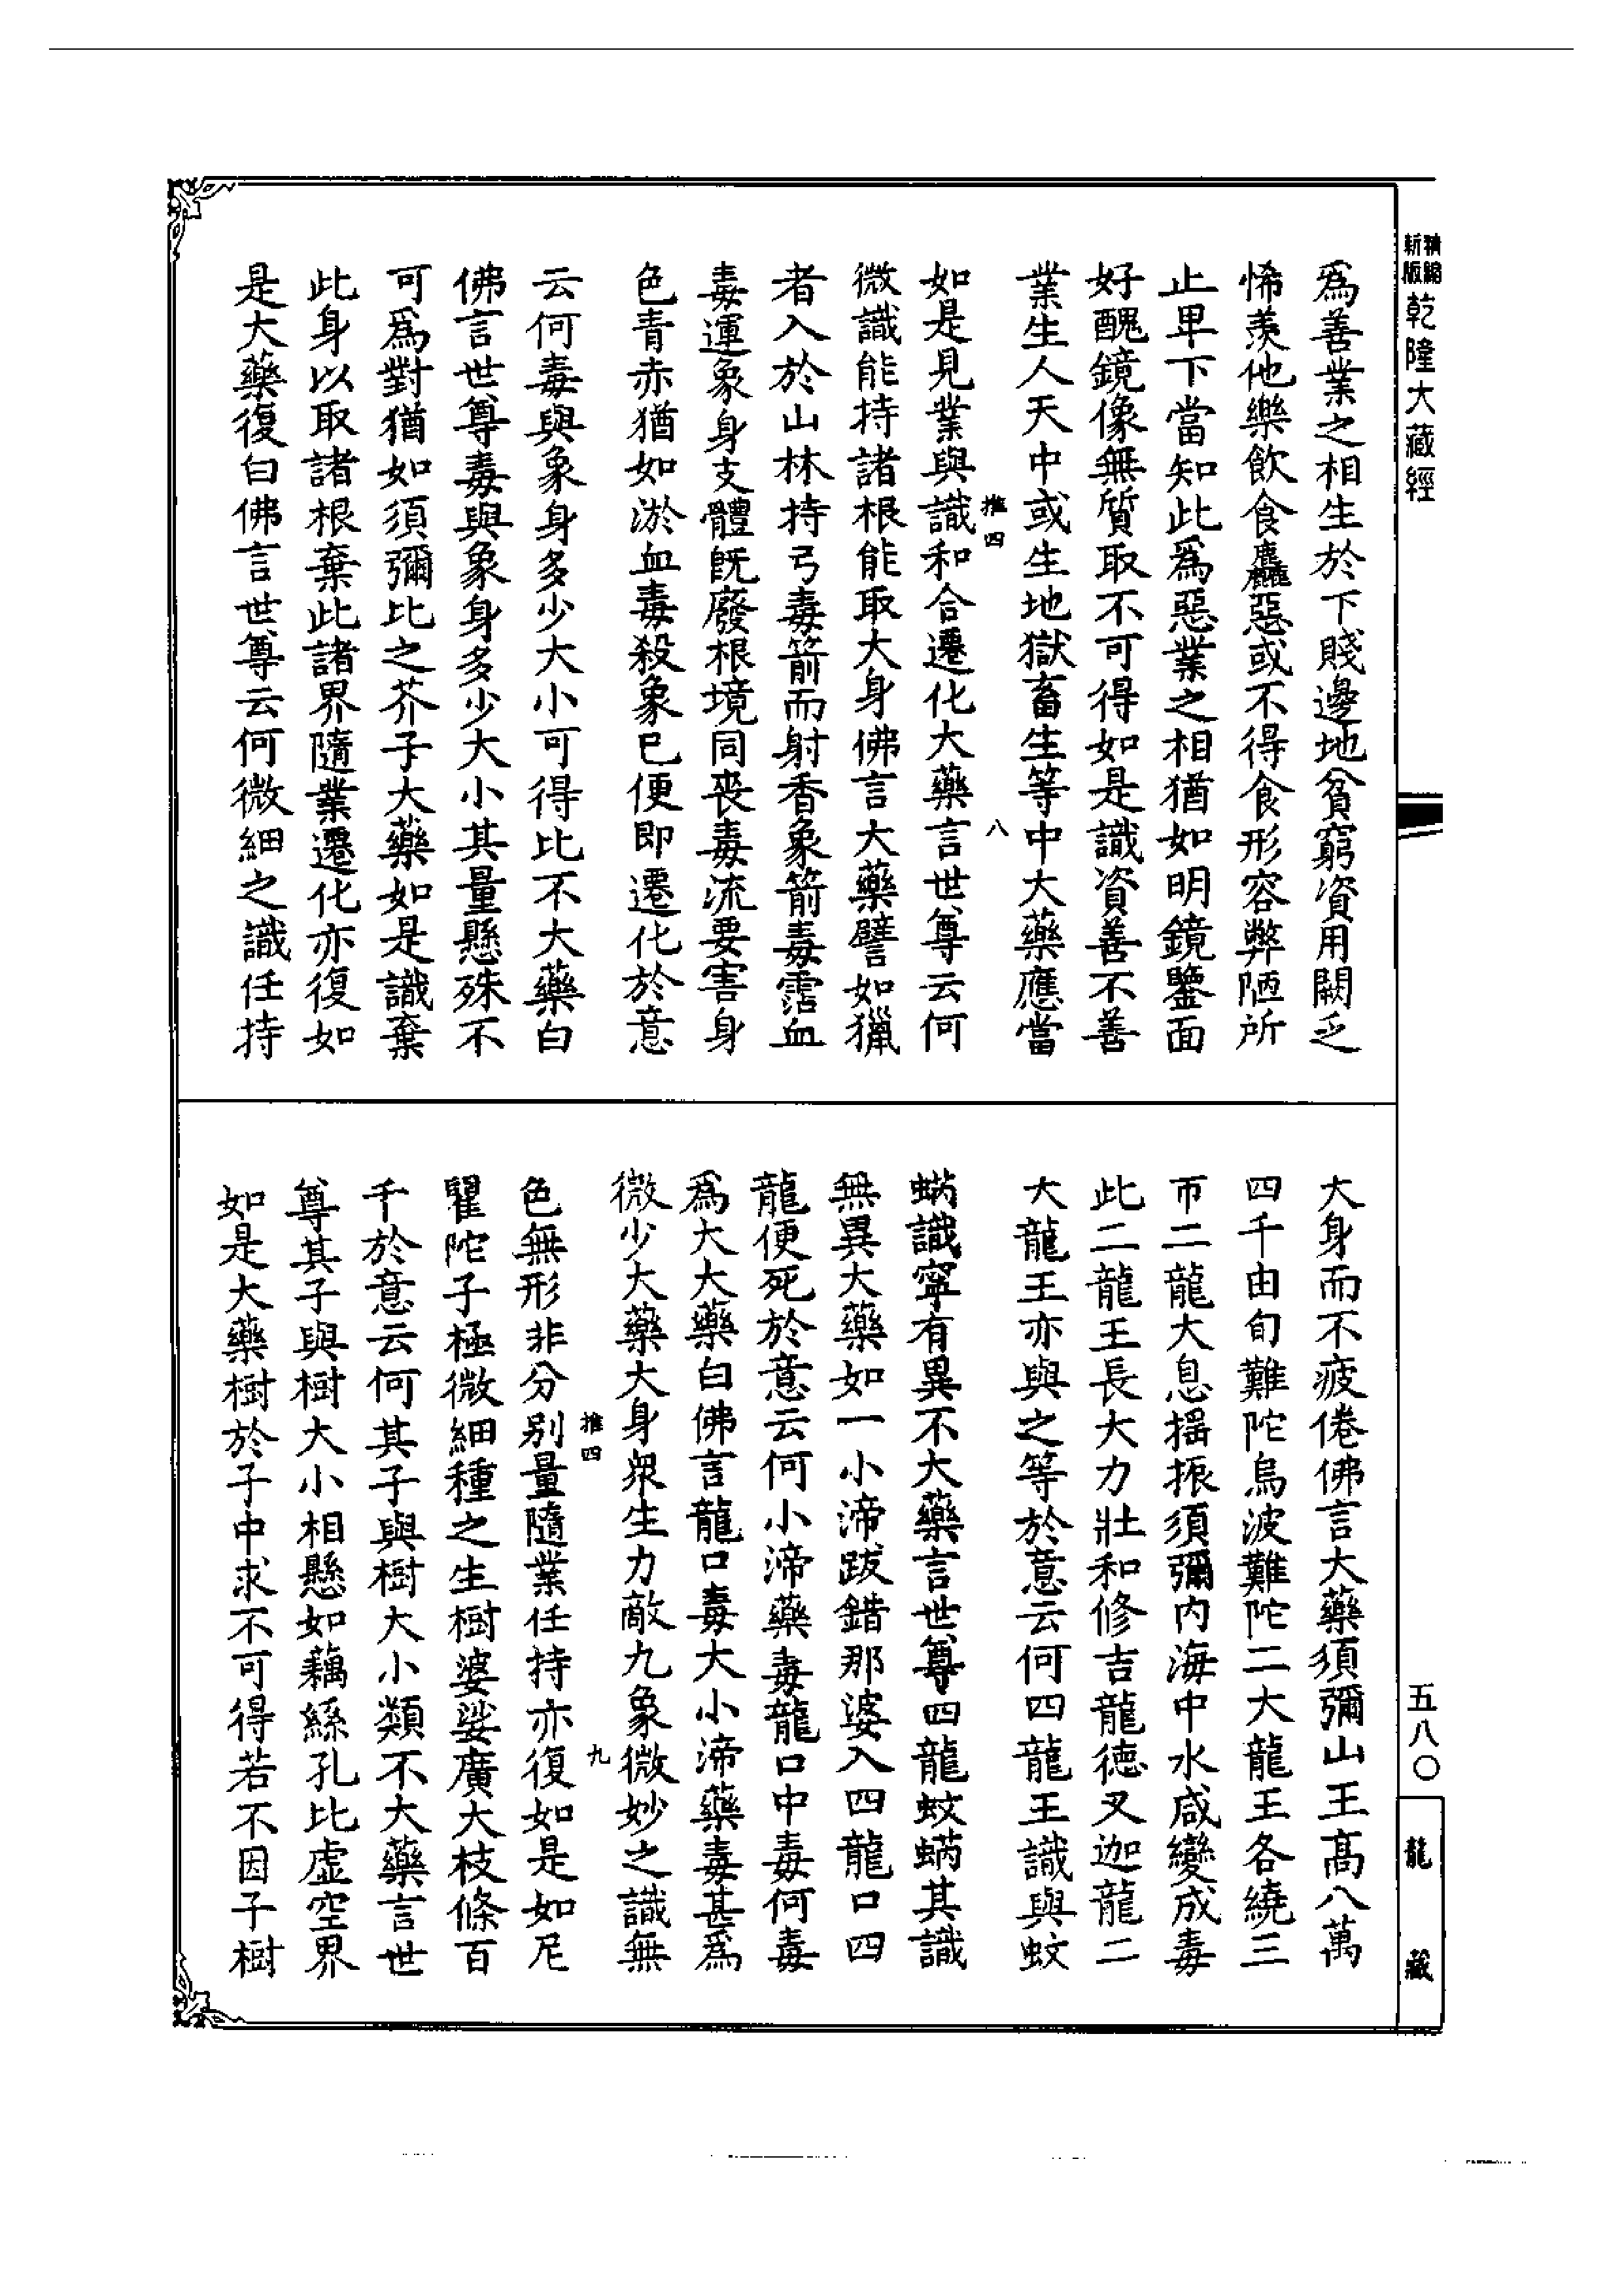 精縮新版乾隆大藏經
為善業之相生於下賤邊地貧窮資用闕乏
悕羨他樂飲食麤惡或不得食形容弊陋所
止卑下當知此為惡業之相猶如明鏡鑒面
好醜鏡像無質取不可得如是識資善不善
業生人天中或生地獄畜生等中大藥應當
推四 八
如是見業與識和合遷化大藥言世尊云何
微識能持諸根能取大身佛言大藥譬如獵
者入於山林持弓毒箭而射香象箭毒霑血
毒運象身支體既廢根境同喪毒流要害身
色青赤猶如淤血毒殺象已便即遷化於意
云何毒與象身多少大小可得比不大藥白
佛言世尊毒與象身多少大小其量懸殊不
可為對猶如須彌比之芥子大藥如是識棄
此身以取諸根棄此諸界隨業遷化亦復如
是大藥復白佛言世尊云何微細之識任持
大身而不疲倦佛言大藥須彌山王高八萬
四千由旬難陀烏波難陀二大龍王各繞三
帀二龍大息搖振須彌內海中水咸變成毒
此二龍王長大力壯和修吉龍德叉迦龍二
大龍王亦與之等於意云何四龍王識與蚊
蜹識寧有異不大藥言世尊四龍蚊蜹其識
無異大藥如一小渧跋錯那婆入四龍口四
龍便死於意云何小渧藥毒龍口中毒何毒
為大大藥白佛言龍口毒大小渧藥毒甚為
微少大藥大身衆生力敵九象微妙之識無
推四 九
色無形非分別量隨業任持亦復如是如尼
瞿陀子極微細種之生樹婆娑廣大枝條百
千於意云何其子與樹大小類不大藥言世
尊其子與樹大小相懸如藕絲孔比虛空界
如是大藥樹於子中求不可得若不因子樹
五八〇
龍藏